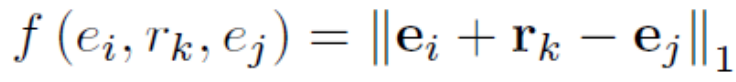 f (e_i, r_k, e_j) = ‖𝐞_i + 𝐫_k − 𝐞_j‖_1